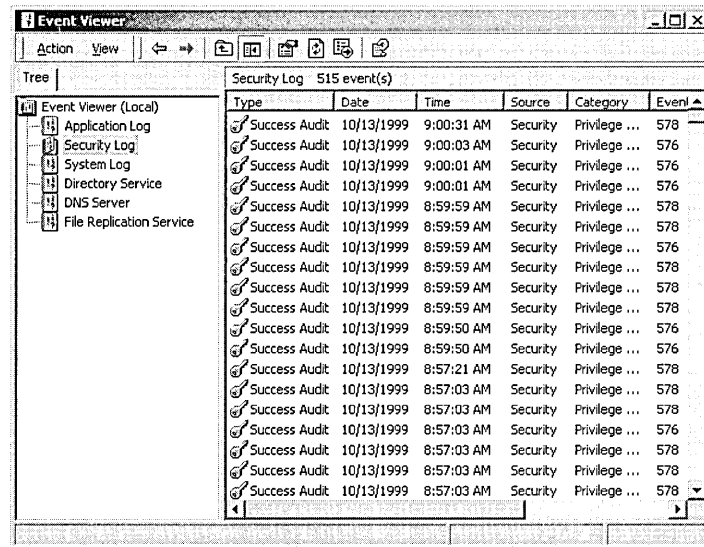 Event Viewer
Action View
Tree
Security Log 515 event(s)
Event Viewer (Local)
Application Log
Security Log
System Log
Directory Service
DNS Server
File Replication Service
Type Date Time Source Category Event
Success Audit 10/13/1999 9:00:31 AM Security Privilege ... 578
Success Audit 10/13/1999 9:00:03 AM Security Privilege ... 576
Success Audit 10/13/1999 9:00:01 AM Security Privilege ... 576
Success Audit 10/13/1999 9:00:01 AM Security Privilege ... 576
Success Audit 10/13/1999 8:59:59 AM Security Privilege ... 578
Success Audit 10/13/1999 8:59:59 AM Security Privilege ... 578
Success Audit 10/13/1999 8:59:59 AM Security Privilege ... 576
Success Audit 10/13/1999 8:59:59 AM Security Privilege ... 578
Success Audit 10/13/1999 8:59:59 AM Security Privilege ... 578
Success Audit 10/13/1999 8:59:59 AM Security Privilege ... 578
Success Audit 10/13/1999 8:59:50 AM Security Privilege ... 576
Success Audit 10/13/1999 8:59:50 AM Security Privilege ... 576
Success Audit 10/13/1999 8:57:21 AM Security Privilege ... 578
Success Audit 10/13/1999 8:57:03 AM Security Privilege ... 578
Success Audit 10/13/1999 8:57:03 AM Security Privilege ... 578
Success Audit 10/13/1999 8:57:03 AM Security Privilege ... 576
Success Audit 10/13/1999 8:57:03 AM Security Privilege ... 578
Success Audit 10/13/1999 8:57:03 AM Security Privilege ... 578
Success Audit 10/13/1999 8:57:03 AM Security Privilege ... 578